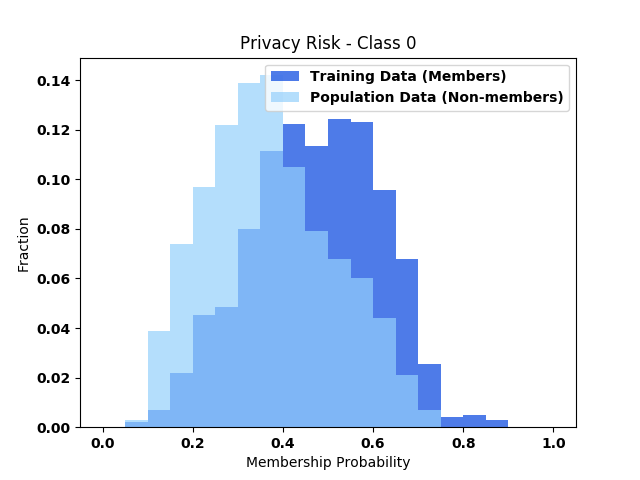 Privacy Risk - Class 0
Training Data (Members)
Population Data (Non-members)
0.14
0.12
0.10
0.08
0.06
0.04
0.02
0.00
Fraction
0.0 0.2 0.4 0.6 0.8 1.0
Membership Probability